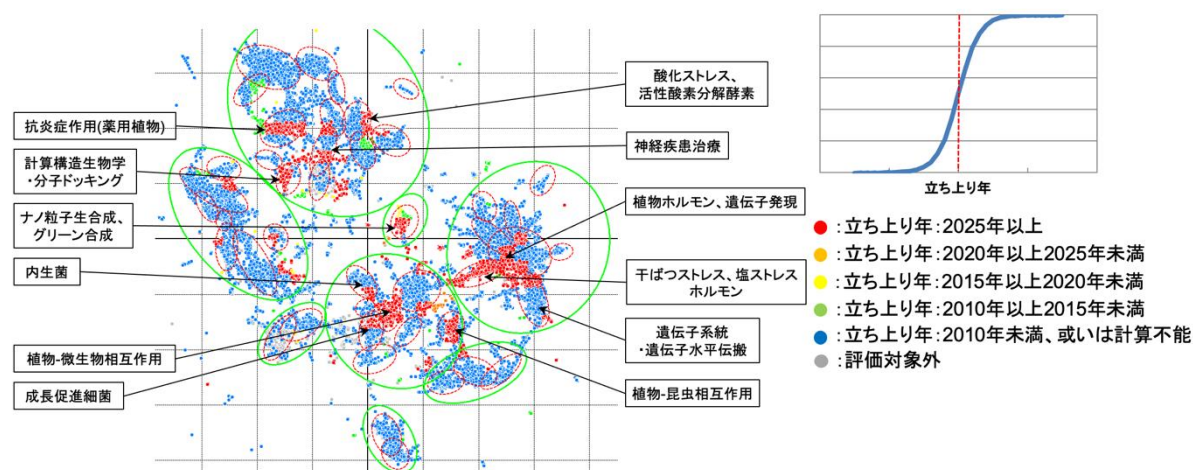 抗炎症作用(薬用植物)
計算構造生物学
・分子ドッキング
ナノ粒子生合成、
グリーン合成
内生菌
植物-微生物相互作用
成長促進細菌
酸化ストレス、
活性酸素分解酵素
神経疾患治療
植物ホルモン、遺伝子発現
干ばつストレス、塩ストレス
ホルモン
遺伝子系統
・遺伝子水平伝搬
植物-昆虫相互作用
立ち上り年
:立ち上り年:2025年以上
:立ち上り年:2020年以上2025年未満
:立ち上り年:2015年以上2020年未満
:立ち上り年:2010年以上2015年未満
:立ち上り年:2010年未満、或いは計算不能
:評価対象外